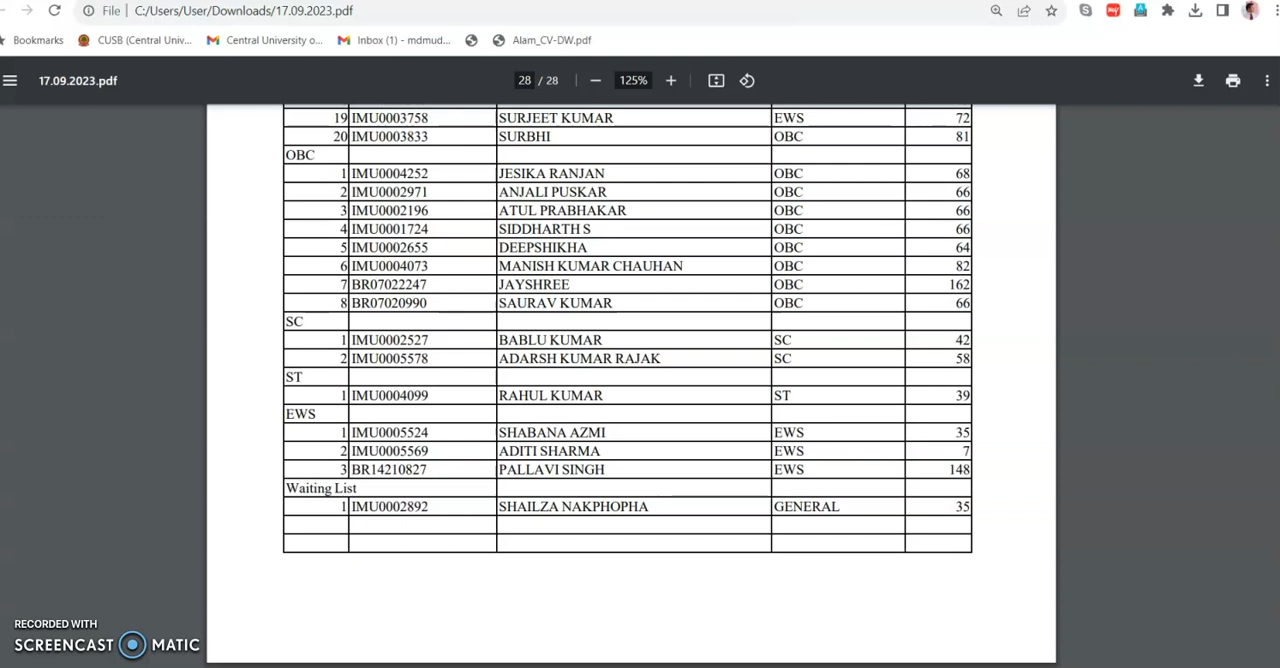 File | C:/Users/User/Downloads/17.09.2023.pdf
Bookmarks CUSB (Central Univ... Central University o... Inbox (1) - mdmud... Alam_CV-DW.pdf
17.09.2023.pdf 28 / 28 125%
19 IMU0003758 SURJEET KUMAR EWS 72
20 IMU0003833 SURBHI OBC 81
OBC
1 IMU0004252 JESIKA RANJAN OBC 68
2 IMU0002971 ANJALI PUSKAR OBC 66
3 IMU0002196 ATUL PRABHAKAR OBC 66
4 IMU0001724 SIDDHARTH S OBC 66
5 IMU0002655 DEEPSHIKHA OBC 64
6 IMU0004073 MANISH KUMAR CHAUHAN OBC 82
7 BR07022247 JAYSHREE OBC 162
8 BR07020990 SAURAV KUMAR OBC 66
SC
1 IMU0002527 BABLU KUMAR SC 42
2 IMU0005578 ADARSH KUMAR RAJAK SC 58
ST
1 IMU0004099 RAHUL KUMAR ST 39
EWS
1 IMU0005524 SHABANA AZMI EWS 35
2 IMU0005569 ADITI SHARMA EWS 7
3 BR14210827 PALLAVI SINGH EWS 148
Waiting List
1 IMU0002892 SHAILZA NAKPHOPHA GENERAL 35
RECORDED WITH
SCREENCAST MATIC